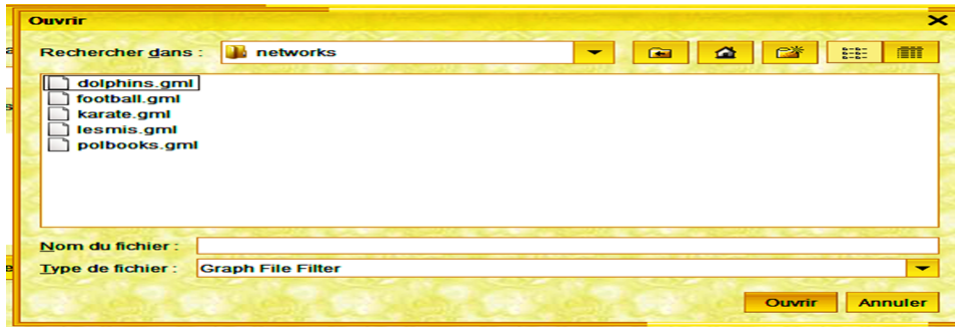 Ouvrir
Rechercher dans : networks
dolphins.gml
football.gml
karate.gml
lesmis.gml
polbooks.gml
Nom du fichier :
Type de fichier : Graph File Filter
Ouvrir Annuler